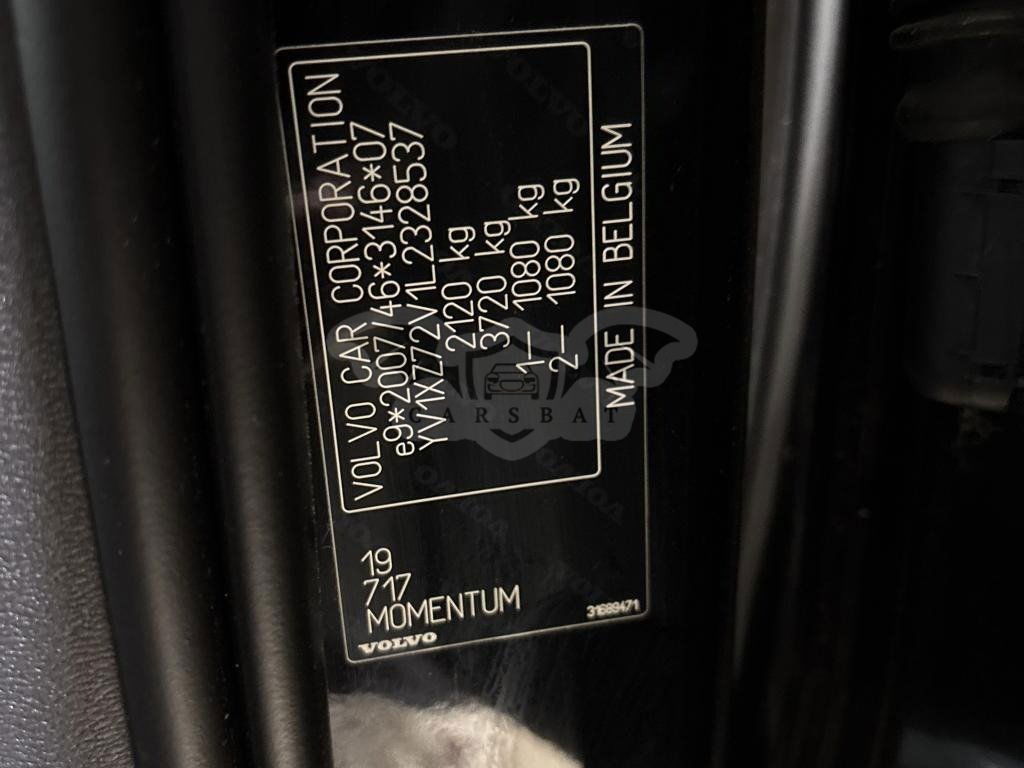 VOLVO CAR CORPORATION
e9*2007/46*3146*07
YV1XZ72V1L2328537
2120 kg
3720 kg
1– 1080 kg
2– 1080 kg
MADE IN BELGIUM
19
717
MOMENTUM
VOLVO
31689471
CARSBAT